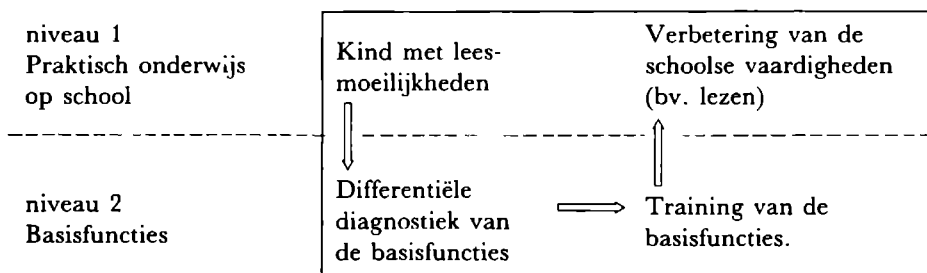 niveau 1
Praktisch onderwijs
op school
Kind met lees-
moeilijkheden
Verbetering van de
schoolse vaardigheden
(bv. lezen)
niveau 2
Basisfuncties
Differentiële
diagnostiek van
de basisfuncties
Training van de
basisfuncties.